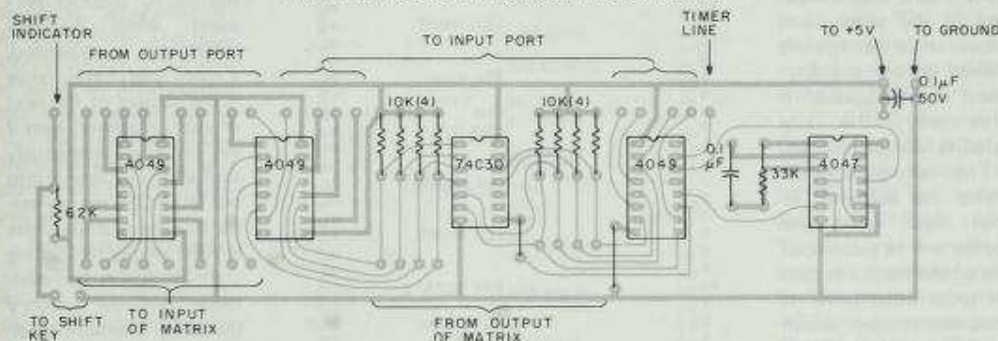 SHIFT
INDICATOR
FROM OUTPUT PORT
TO INPUT PORT
TIMER
LINE
TO +5V
TO GROUND
0.1µF
50V
10K(4)
10K(4)
4049
4049
74C30
4049
0.1
µF
33K
4047
62K
TO SHIFT
KEY
TO INPUT
OF MATRIX
FROM OUTPUT
OF MATRIX